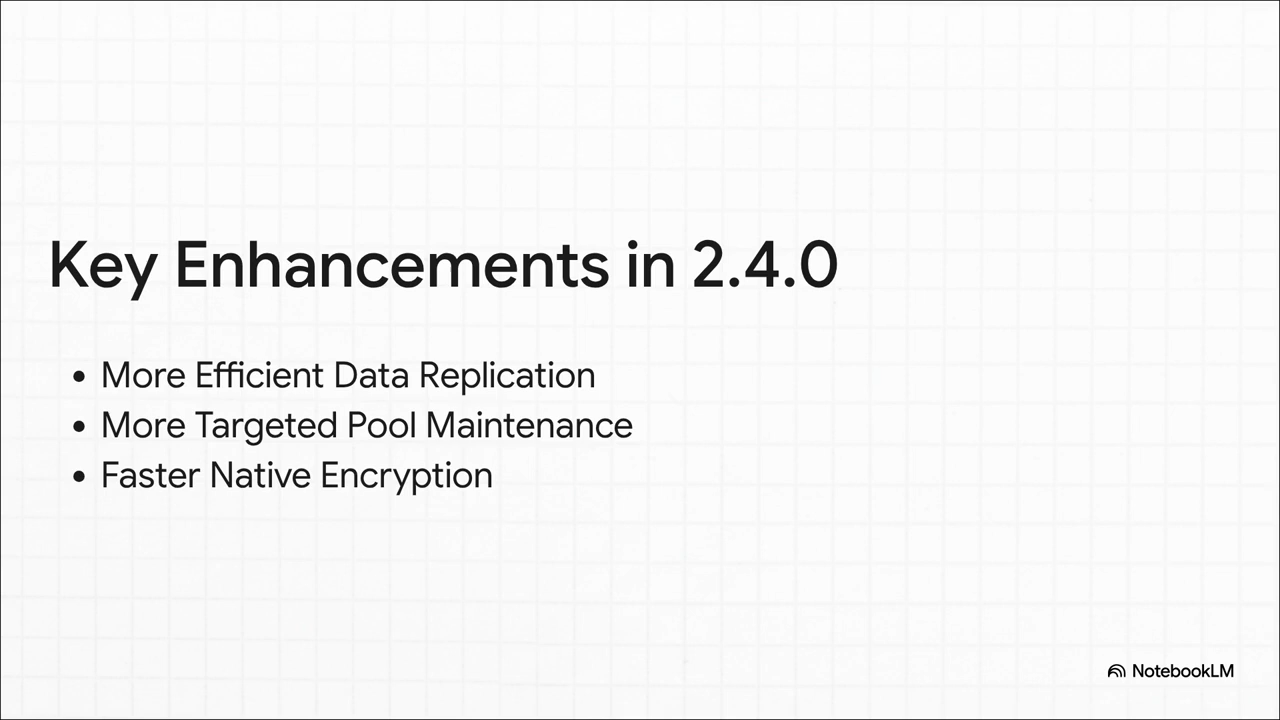 Key Enhancements in 2.4.0
• More Efficient Data Replication
• More Targeted Pool Maintenance
• Faster Native Encryption
NotebookLM